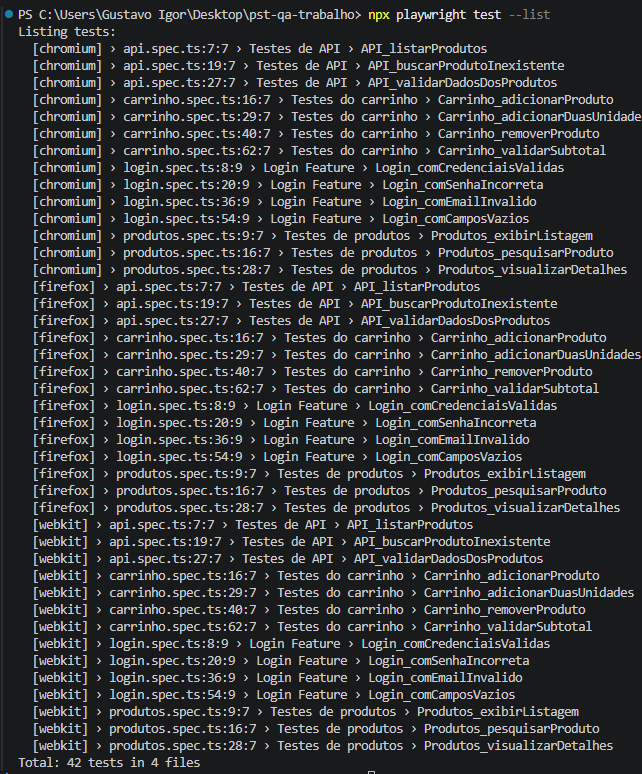 PS C:\Users\Gustavo Igor\Desktop\pst-qa-trabalho> npx playwright test --list
Listing tests:
[chromium] › api.spec.ts:7:7 › Testes de API › API_listarProdutos
[chromium] › api.spec.ts:19:7 › Testes de API › API_buscarProdutoInexistente
[chromium] › api.spec.ts:27:7 › Testes de API › API_validarDadosDosProdutos
[chromium] › carrinho.spec.ts:16:7 › Testes do carrinho › Carrinho_adicionarProduto
[chromium] › carrinho.spec.ts:29:7 › Testes do carrinho › Carrinho_adicionarDuasUnidade
[chromium] › carrinho.spec.ts:40:7 › Testes do carrinho › Carrinho_removerProduto
[chromium] › carrinho.spec.ts:62:7 › Testes do carrinho › Carrinho_validarSubtotal
[chromium] › login.spec.ts:8:9 › Login Feature › Login_comCredenciaisValidas
[chromium] › login.spec.ts:20:9 › Login Feature › Login_comSenhaIncorreta
[chromium] › login.spec.ts:36:9 › Login Feature › Login_comEmailInvalido
[chromium] › login.spec.ts:54:9 › Login Feature › Login_comCamposVazios
[chromium] › produtos.spec.ts:9:7 › Testes de produtos › Produtos_exibirListagem
[chromium] › produtos.spec.ts:16:7 › Testes de produtos › Produtos_pesquisarProduto
[chromium] › produtos.spec.ts:28:7 › Testes de produtos › Produtos_visualizarDetalhes
[firefox] › api.spec.ts:7:7 › Testes de API › API_listarProdutos
[firefox] › api.spec.ts:19:7 › Testes de API › API_buscarProdutoInexistente
[firefox] › api.spec.ts:27:7 › Testes de API › API_validarDadosDosProdutos
[firefox] › carrinho.spec.ts:16:7 › Testes do carrinho › Carrinho_adicionarProduto
[firefox] › carrinho.spec.ts:29:7 › Testes do carrinho › Carrinho_adicionarDuasUnidades
[firefox] › carrinho.spec.ts:40:7 › Testes do carrinho › Carrinho_removerProduto
[firefox] › carrinho.spec.ts:62:7 › Testes do carrinho › Carrinho_validarSubtotal
[firefox] › login.spec.ts:8:9 › Login Feature › Login_comCredenciaisValidas
[firefox] › login.spec.ts:20:9 › Login Feature › Login_comSenhaIncorreta
[firefox] › login.spec.ts:36:9 › Login Feature › Login_comEmailInvalido
[firefox] › login.spec.ts:54:9 › Login Feature › Login_comCamposVazios
[firefox] › produtos.spec.ts:9:7 › Testes de produtos › Produtos_exibirListagem
[firefox] › produtos.spec.ts:16:7 › Testes de produtos › Produtos_pesquisarProduto
[firefox] › produtos.spec.ts:28:7 › Testes de produtos › Produtos_visualizarDetalhes
[webkit] › api.spec.ts:7:7 › Testes de API › API_listarProdutos
[webkit] › api.spec.ts:19:7 › Testes de API › API_buscarProdutoInexistente
[webkit] › api.spec.ts:27:7 › Testes de API › API_validarDadosDosProdutos
[webkit] › carrinho.spec.ts:16:7 › Testes do carrinho › Carrinho_adicionarProduto
[webkit] › carrinho.spec.ts:29:7 › Testes do carrinho › Carrinho_adicionarDuasUnidades
[webkit] › carrinho.spec.ts:40:7 › Testes do carrinho › Carrinho_removerProduto
[webkit] › carrinho.spec.ts:62:7 › Testes do carrinho › Carrinho_validarSubtotal
[webkit] › login.spec.ts:8:9 › Login Feature › Login_comCredenciaisValidas
[webkit] › login.spec.ts:20:9 › Login Feature › Login_comSenhaIncorreta
[webkit] › login.spec.ts:36:9 › Login Feature › Login_comEmailInvalido
[webkit] › login.spec.ts:54:9 › Login Feature › Login_comCamposVazios
[webkit] › produtos.spec.ts:9:7 › Testes de produtos › Produtos_exibirListagem
[webkit] › produtos.spec.ts:16:7 › Testes de produtos › Produtos_pesquisarProduto
[webkit] › produtos.spec.ts:28:7 › Testes de produtos › Produtos_visualizarDetalhes
Total: 42 tests in 4 files